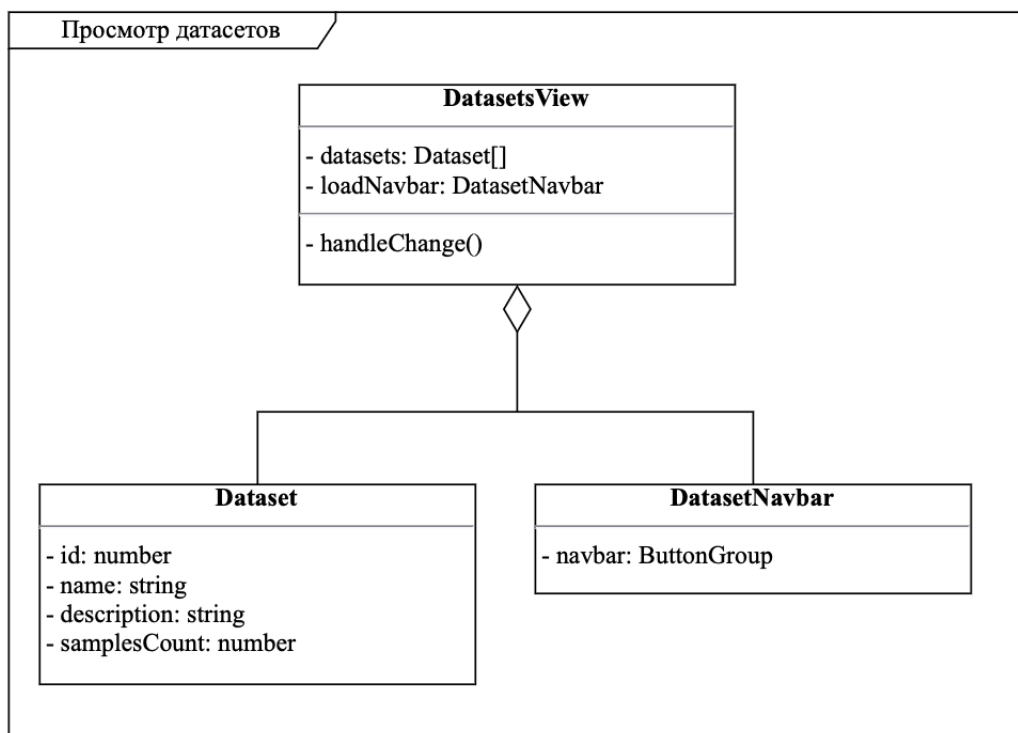 Просмотр датасетов
DatasetsView
- datasets: Dataset[]
- loadNavbar: DatasetNavbar
- handleChange()
Dataset
- id: number
- name: string
- description: string
- samplesCount: number
DatasetNavbar
- navbar: ButtonGroup